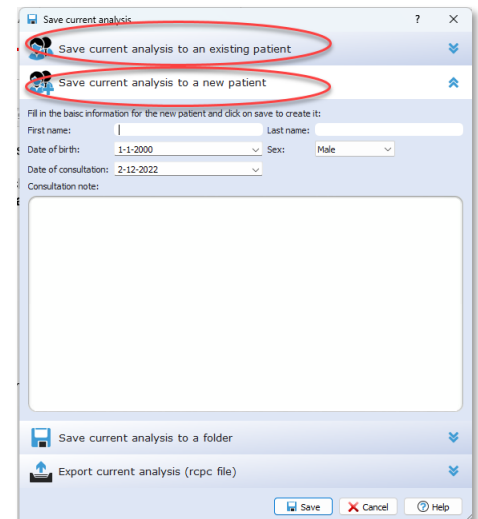 Save current analysis
?
Save current analysis to an existing patient
Save current analysis to a new patient
Fill in the baisc information for the new patient and click on save to create it:
First name: Last name:
Date of birth: 1-1-2000 Sex: Male
Date of consultation: 2-12-2022
Consultation note:
Save current analysis to a folder
Export current analysis (rcpc file)
Save Cancel ? Help